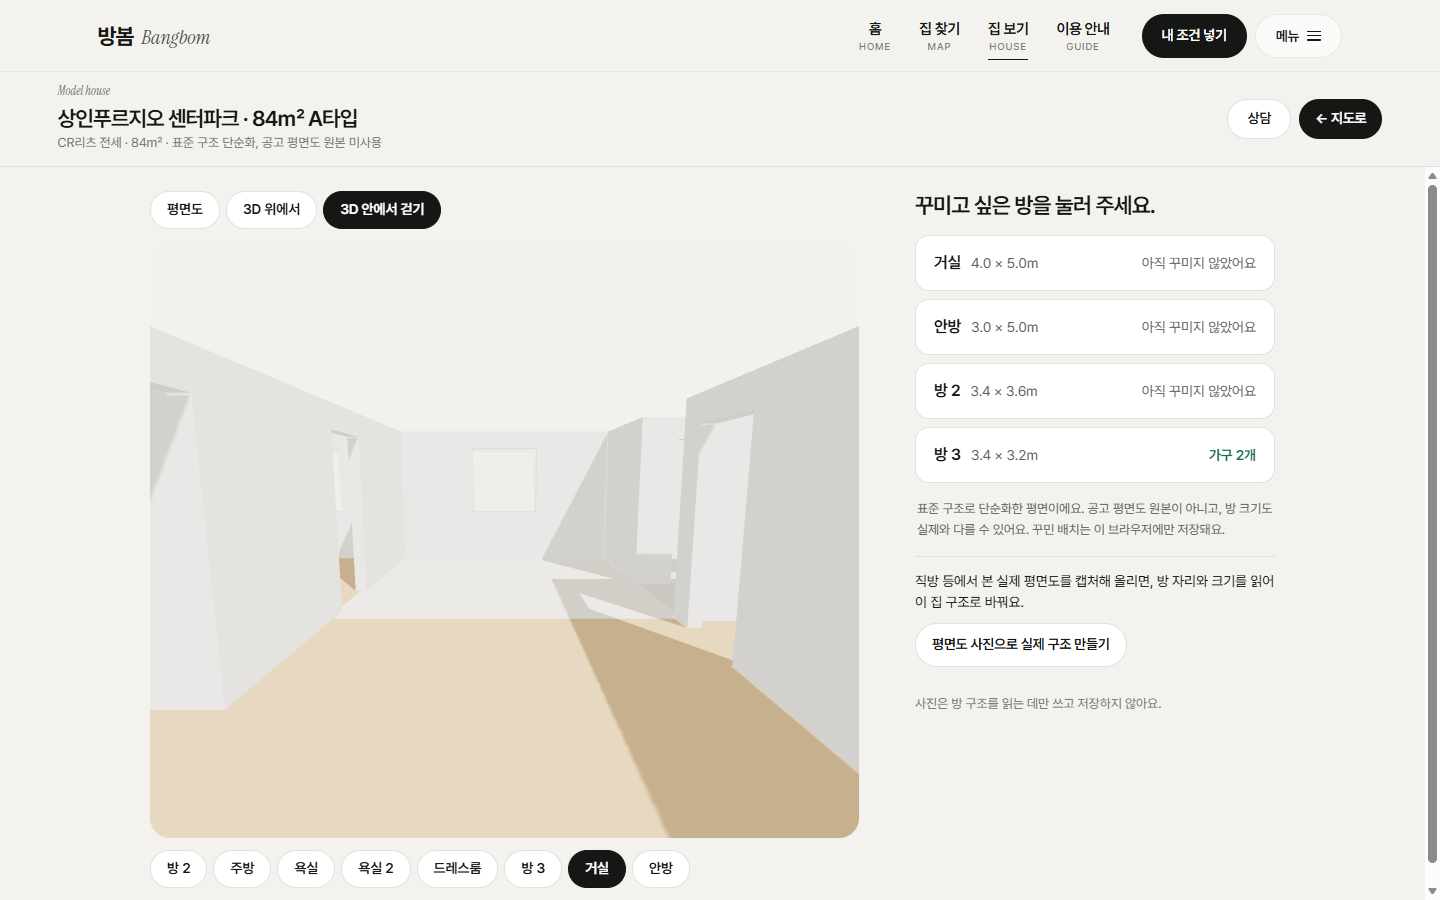 방봄 Bangbom
홈 집 찾기 집 보기 이용 안내
HOME MAP HOUSE GUIDE
내 조건 넣기
메뉴
Model house
상인푸르지오 센터파크 · 84m² A타입
CR리츠 전세 · 84m² · 표준 구조 단순화, 공고 평면도 원본 미사용
상담
← 지도로
평면도
3D 위에서
3D 안에서 걷기
방 2
주방
욕실
욕실 2
드레스룸
방 3
거실
안방
꾸미고 싶은 방을 눌러 주세요.
거실 4.0 × 5.0m 아직 꾸미지 않았어요
안방 3.0 × 5.0m 아직 꾸미지 않았어요
방 2 3.4 × 3.6m 아직 꾸미지 않았어요
방 3 3.4 × 3.2m 가구 2개
표준 구조로 단순화한 평면이에요. 공고 평면도 원본이 아니고, 방 크기도
실제와 다를 수 있어요. 꾸민 배치는 이 브라우저에만 저장돼요.
직방 등에서 본 실제 평면도를 캡처해 올리면, 방 자리와 크기를 읽어
이 집 구조로 바꿔요.
평면도 사진으로 실제 구조 만들기
사진은 방 구조를 읽는 데만 쓰고 저장하지 않아요.